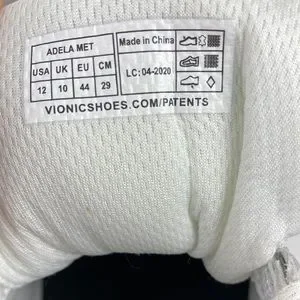 ADELA MET
USA UK EU CM
12 10 44 29
Made in China
LC: 04-2020
VIONICSHOES.COM/PATENTS